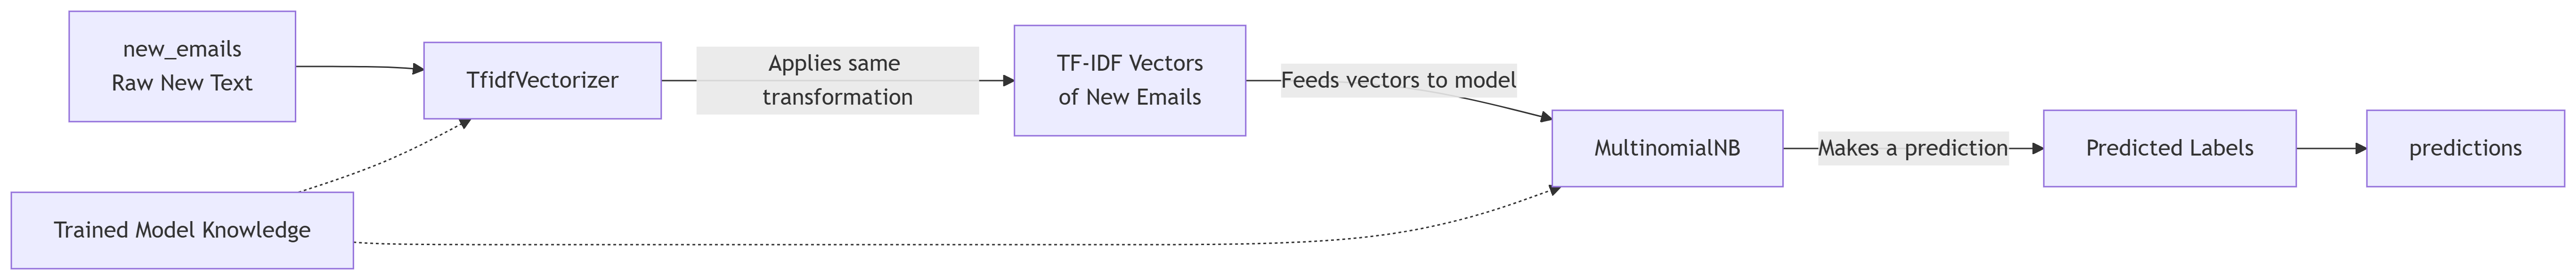 new_emails
Raw New Text
TfidfVectorizer
Applies same
transformation
TF-IDF Vectors
of New Emails
Feeds vectors to model
MultinomialNB
Makes a prediction
Predicted Labels
predictions
Trained Model Knowledge